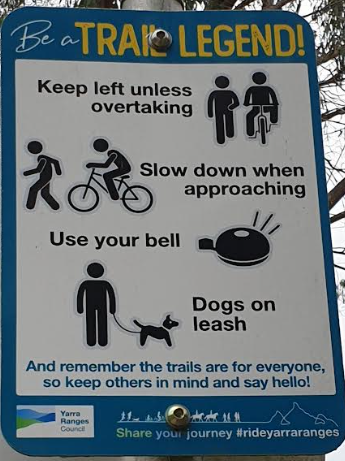 Be a TRAIL LEGEND!
Keep left unless
overtaking
Slow down when
approaching
Use your bell
Dogs on
leash
And remember the trails are for everyone,
so keep others in mind and say hello!
Yarra
Ranges
Council
Share your journey #rideyarraranges